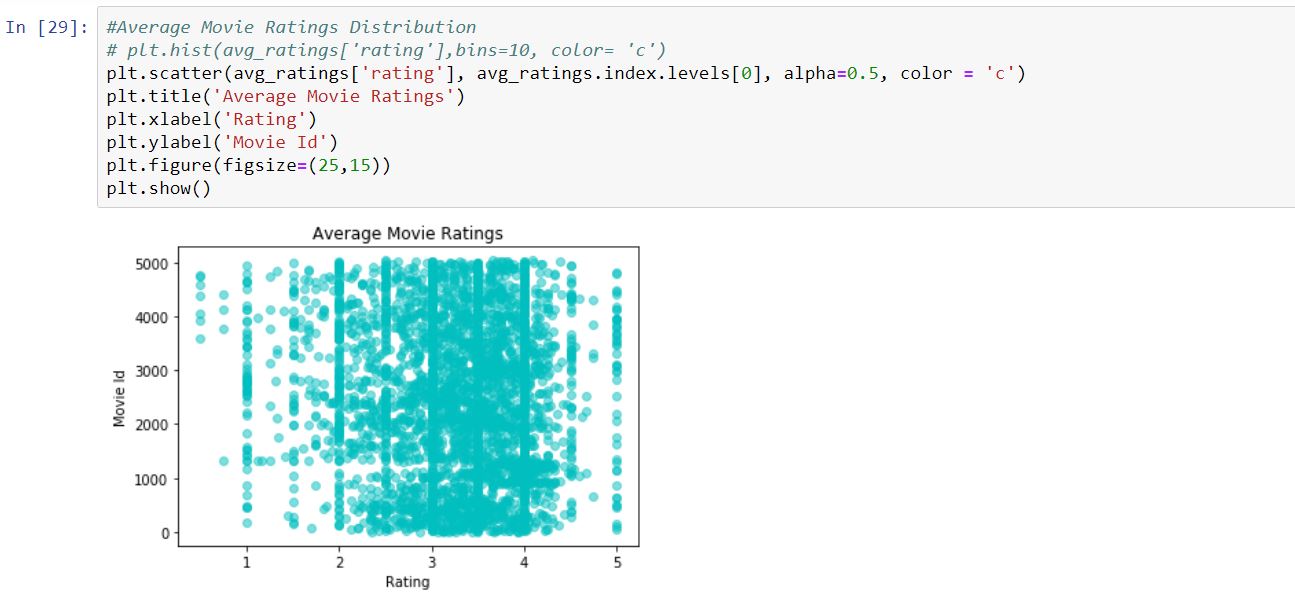 In [29]: #Average Movie Ratings Distribution
# plt.hist(avg_ratings['rating'],bins=10, color= 'c')
plt.scatter(avg_ratings['rating'], avg_ratings.index.levels[0], alpha=0.5, color = 'c')
plt.title('Average Movie Ratings')
plt.xlabel('Rating')
plt.ylabel('Movie Id')
plt.figure(figsize=(25,15))
plt.show()
Average Movie Ratings
5000
4000
3000
2000
1000
0
Movie Id
1 2 3 4 5
Rating